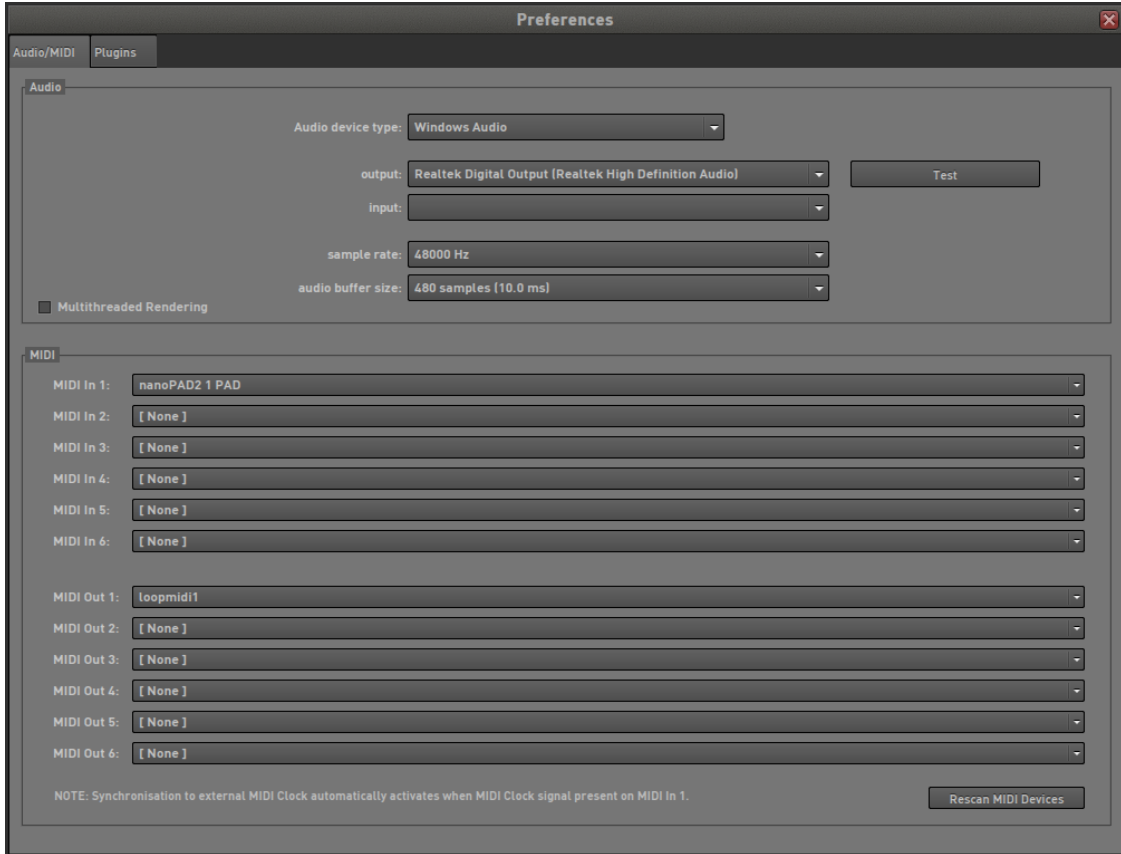 Preferences
Audio/MIDI Plugins
Audio
Audio device type: Windows Audio
output: Realtek Digital Output (Realtek High Definition Audio) Test
input:
sample rate: 48000 Hz
audio buffer size: 480 samples (10.0 ms)
Multithreaded Rendering
MIDI
MIDI In 1: nanoPAD2 1 PAD
MIDI In 2: [ None ]
MIDI In 3: [ None ]
MIDI In 4: [ None ]
MIDI In 5: [ None ]
MIDI In 6: [ None ]
MIDI Out 1: loopmidi1
MIDI Out 2: [ None ]
MIDI Out 3: [ None ]
MIDI Out 4: [ None ]
MIDI Out 5: [ None ]
MIDI Out 6: [ None ]
NOTE: Synchronisation to external MIDI Clock automatically activates when MIDI Clock signal present on MIDI In 1. Rescan MIDI Devices